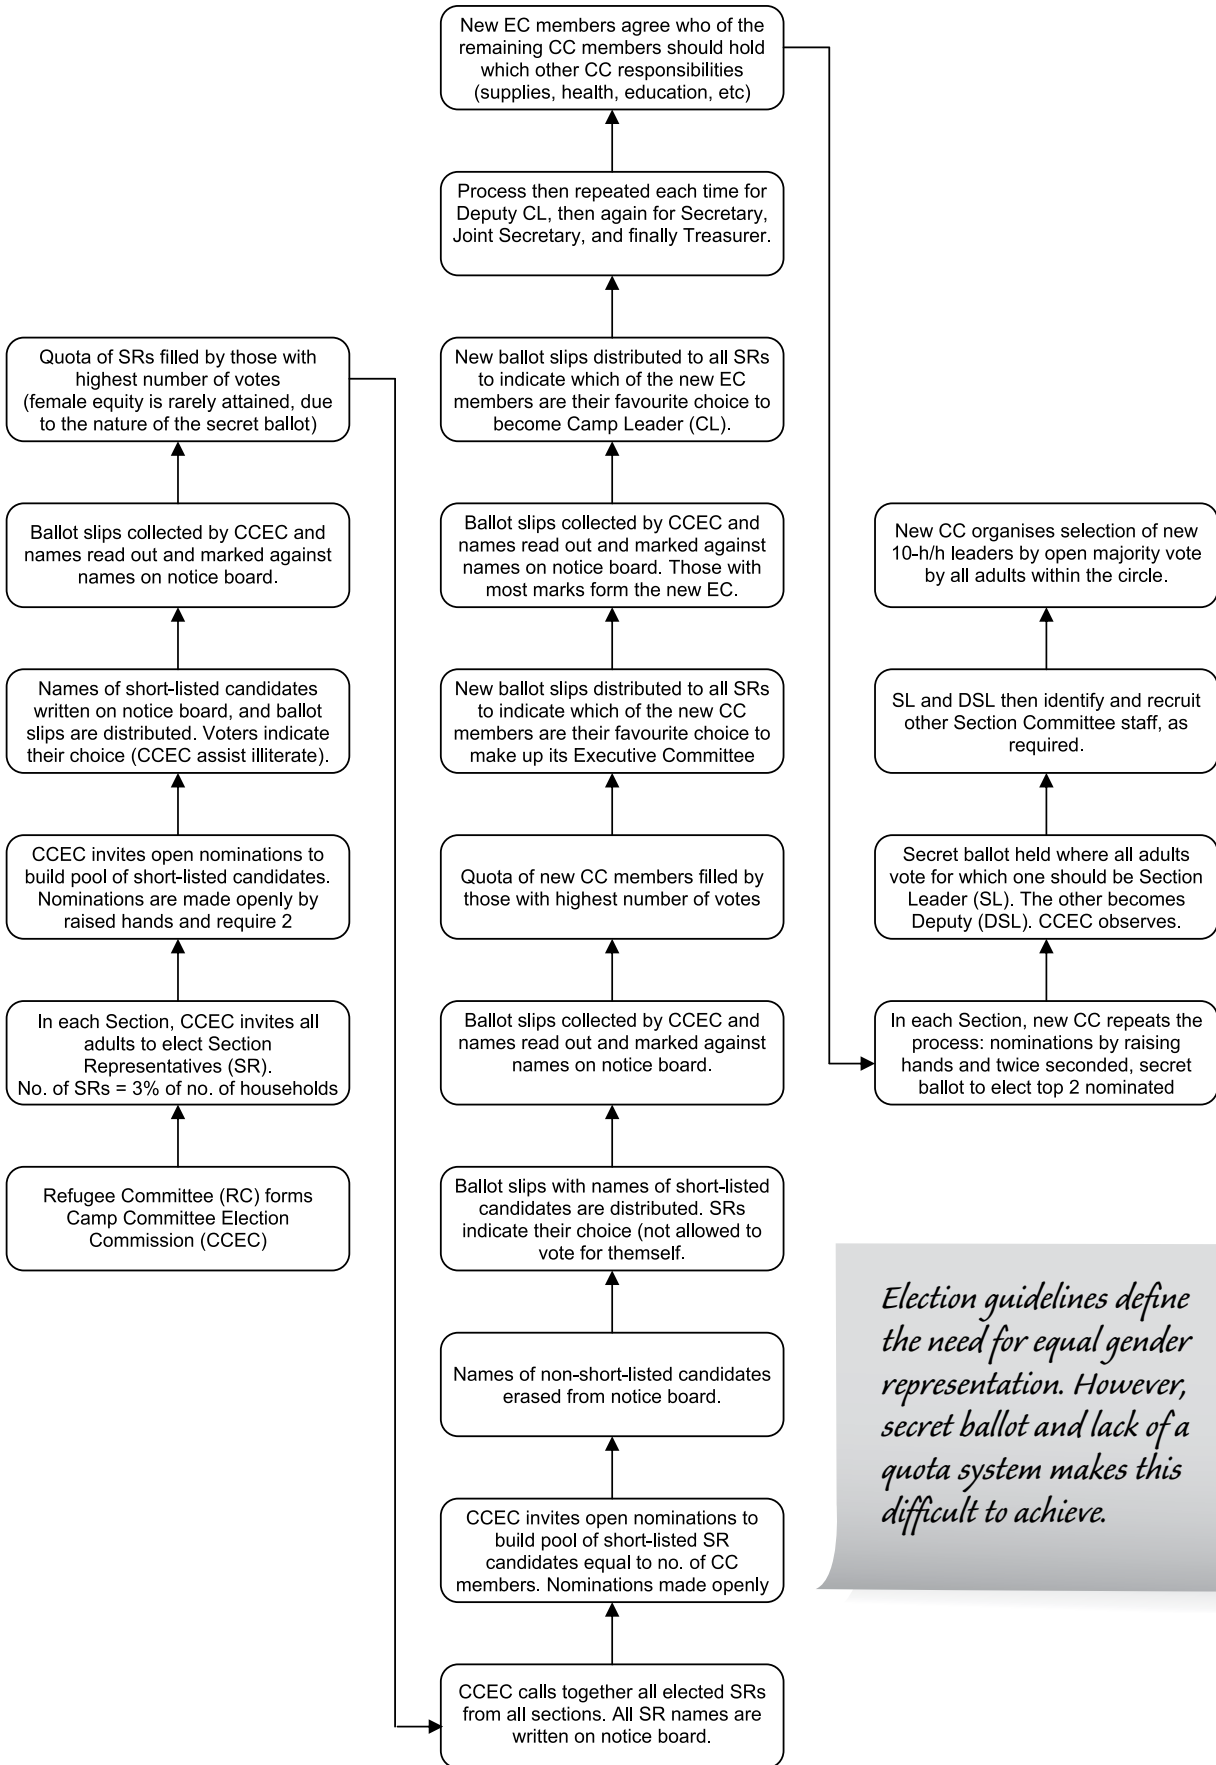 Refugee Committee (RC) forms
Camp Committee Election
Commission (CCEC)
In each Section, CCEC invites all
adults to elect Section
Representatives (SR).
No. of SRs = 3% of no. of households
CCEC invites open nominations to
build pool of short-listed candidates.
Nominations are made openly by
raised hands and require 2
Names of short-listed candidates
written on notice board, and ballot
slips are distributed. Voters indicate
their choice (CCEC assist illiterate).
Ballot slips collected by CCEC and
names read out and marked against
names on notice board.
Quota of SRs filled by those with
highest number of votes
(female equity is rarely attained, due
to the nature of the secret ballot)
CCEC calls together all elected SRs
from all sections. All SR names are
written on notice board.
CCEC invites open nominations to
build pool of short-listed SR
candidates equal to no. of CC
members. Nominations made openly
Names of non-short-listed candidates
erased from notice board.
Ballot slips with names of short-listed
candidates are distributed. SRs
indicate their choice (not allowed to
vote for themself.
Ballot slips collected by CCEC and
names read out and marked against
names on notice board.
Quota of new CC members filled by
those with highest number of votes
New ballot slips distributed to all SRs
to indicate which of the new CC
members are their favourite choice to
make up its Executive Committee
Ballot slips collected by CCEC and
names read out and marked against
names on notice board. Those with
most marks form the new EC.
New ballot slips distributed to all SRs
to indicate which of the new EC
members are their favourite choice to
become Camp Leader (CL).
Process then repeated each time for
Deputy CL, then again for Secretary,
Joint Secretary, and finally Treasurer.
New EC members agree who of the
remaining CC members should hold
which other CC responsibilities
(supplies, health, education, etc)
In each Section, new CC repeats the
process: nominations by raising
hands and twice seconded, secret
ballot to elect top 2 nominated
Secret ballot held where all adults
vote for which one should be Section
Leader (SL). The other becomes
Deputy (DSL). CCEC observes.
SL and DSL then identify and recruit
other Section Committee staff, as
required.
New CC organises selection of new
10-h/h leaders by open majority vote
by all adults within the circle.
Election guidelines define
the need for equal gender
representation. However,
secret ballot and lack of a
quota system makes this
difficult to achieve.